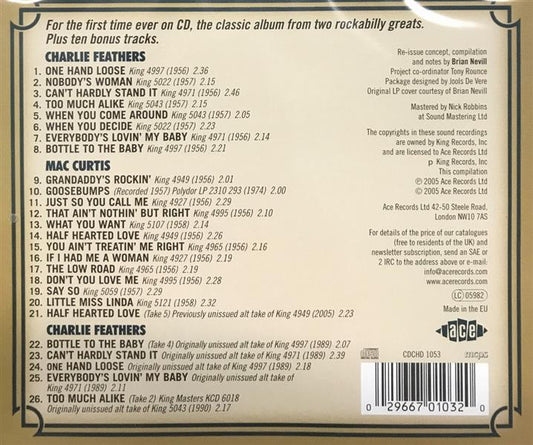 For the first time ever on CD, the classic album from two rockabilly greats.
Plus ten bonus tracks.
CHARLIE FEATHERS
1. ONE HAND LOOSE King 4997 (1956) 2.36
2. NOBODY'S WOMAN King 5022 (1957) 2.15
3. CAN'T HARDLY STAND IT King 4971 (1956) 2.46
4. TOO MUCH ALIKE King 5043 (1957) 2.15
5. WHEN YOU COME AROUND King 5043 (1957) 2.05
6. WHEN YOU DECIDE King 5022 (1957) 2.23
7. EVERYBODY'S LOVIN' MY BABY King 4971 (1956) 2.14
8. BOTTLE TO THE BABY King 4997 (1956) 2.21
MAC CURTIS
9. GRANDADDY'S ROCKIN' King 4949 (1956) 2.01
10. GOOSEBUMPS (Recorded 1957) Polydor LP 2310 293 (1974) 2.00
11. JUST SO YOU CALL ME King 4927 (1956) 2.29
12. THAT AIN'T NOTHIN' BUT RIGHT King 4995 (1956) 2.10
13. WHAT YOU WANT King 5107 (1958) 2.14
14. HALF HEARTED LOVE King 4949 (1956) 2.31
15. YOU AIN'T TREATIN' ME RIGHT King 4965 (1956) 2.16
16. IF I HAD ME A WOMAN King 4927 (1956) 2.19
17. THE LOW ROAD King 4965 (1956) 2.19
18. DON'T YOU LOVE ME King 4995 (1956) 2.28
19. SAY SO King 5059 (1957) 2.29
20. LITTLE MISS LINDA King 5121 (1958) 2.32
21. HALF HEARTED LOVE (Take 5) Previously unissued alt take of King 4949 (2005) 2.23
CHARLIE FEATHERS
22. BOTTLE TO THE BABY (Take 4) Originally unissued alt take of King 4997 (1989) 2.07
23. CAN'T HARDLY STAND IT Originally unissued alt take of King 4971 (1989) 2.39
24. ONE HAND LOOSE Originally unissued alt take of King 4997 (1989) 2.18
25. EVERYBODY'S LOVIN' MY BABY Originally unissued alt take of
King 4971 (1989) 2.11
26. TOO MUCH ALIKE (Take 2) King Masters KCD 6018
Originally unissued alt take of King 5043 (1990) 2.17
Re-issue concept, compilation
and notes by Brian Nevill
Project co-ordinator Tony Rounce
Package designed by Jools De Vere
Original LP cover courtesy of Brian Nevill
Mastered by Nick Robbins
at Sound Mastering Ltd
The copyrights in these sound recordings
are owned by King Records, Inc
and are licensed to Ace Records Ltd
p King Records, Inc
This compilation
℗ 2005 Ace Records Ltd
© 2005 Ace Records Ltd
Ace Records Ltd 42-50 Steele Road,
London NW10 7AS
For details of the price of our catalogues
(free to residents of the UK) and
newsletter subscription, send an SAE or
2 IRC to the address above or e-mail:
info@acerecords.com
www.acerecords.com
LC 05982
Made in the EU
ace
CDCHD 1053
mcps
0 29667 01032 0